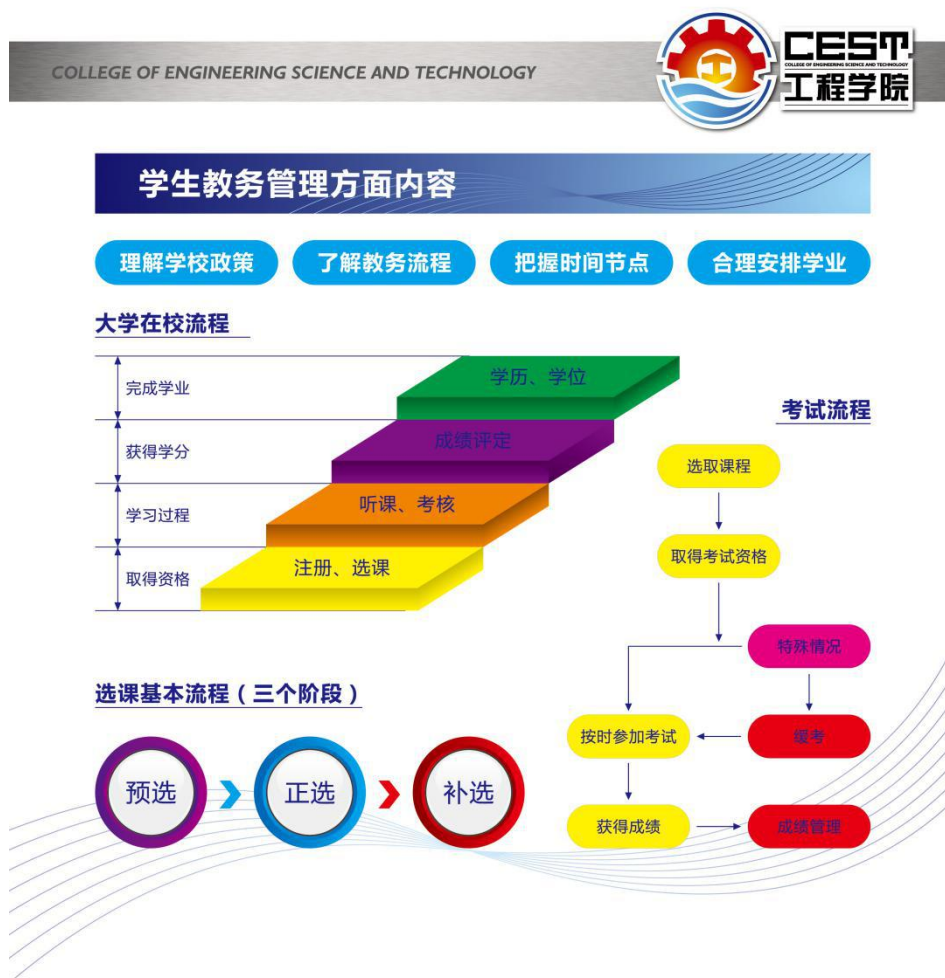 COLLEGE OF ENGINEERING SCIENCE AND TECHNOLOGY
CEST
COLLEGE OF ENGINEERING SCIENCE AND TECHNOLOGY
工程学院
学生教务管理方面内容
理解学校政策
了解教务流程
把握时间节点
合理安排学业
大学在校流程
完成学业
学历、学位
获得学分
成绩评定
学习过程
听课、考核
取得资格
注册、选课
考试流程
选取课程
取得考试资格
特殊情况
按时参加考试
缓考
获得成绩
成绩管理
选课基本流程（三个阶段）
预选
正选
补选